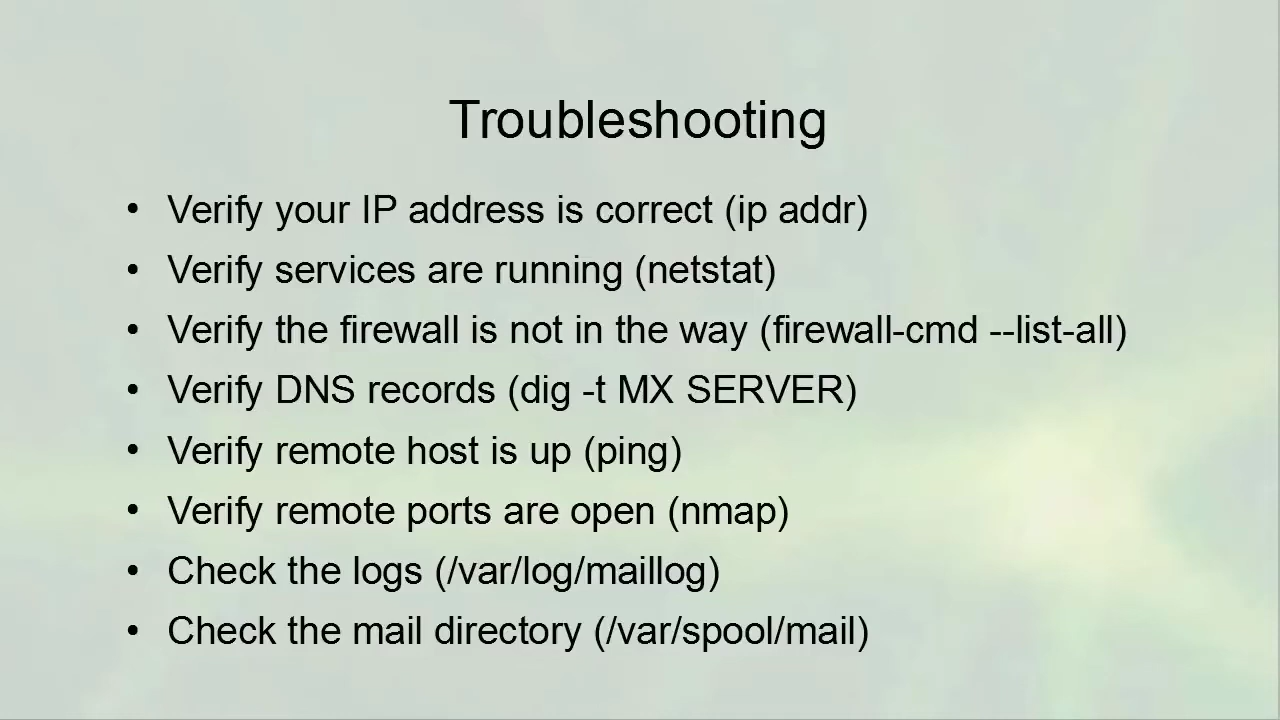 Troubleshooting
• Verify your IP address is correct (ip addr)
• Verify services are running (netstat)
• Verify the firewall is not in the way (firewall-cmd --list-all)
• Verify DNS records (dig -t MX SERVER)
• Verify remote host is up (ping)
• Verify remote ports are open (nmap)
• Check the logs (/var/log/maillog)
• Check the mail directory (/var/spool/mail)